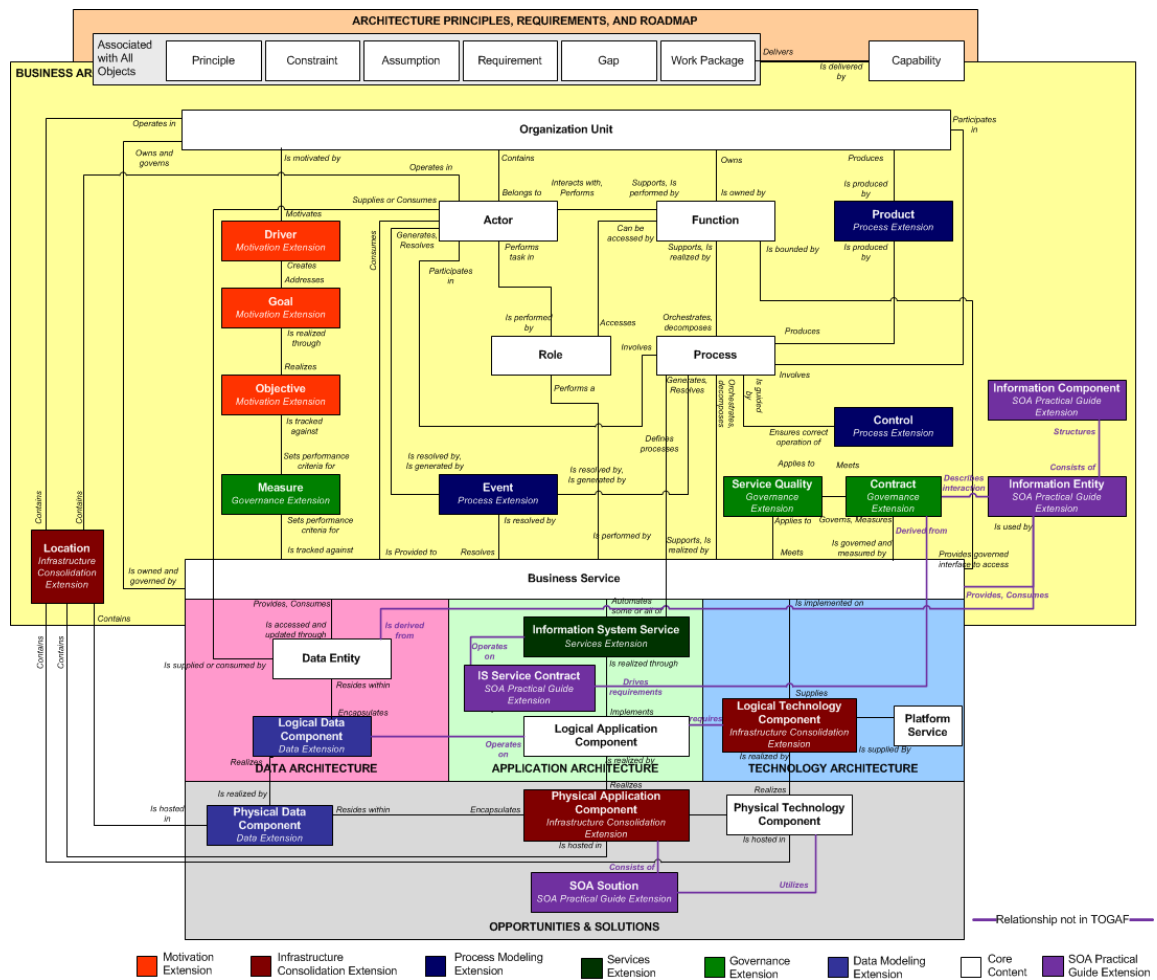 ARCHITECTURE PRINCIPLES, REQUIREMENTS, AND ROADMAP
Associated
with All
Objects
Principle
Constraint
Assumption
Requirement
Gap
Work Package
Delivers
Is delivered
by
Capability
BUSINESS AR
Operates in
Organization Unit
Participates
in
Owns and
governs
Is motivated by
Operates in
Contains
Owns
Produces
Supplies or Consumes
Belongs to
Interacts with,
Performs
Supports, Is
performed by
Is owned by
Is produced
by
Motivates
Actor
Function
Product
Process Extension
Driver
Motivation Extension
Consumes
Generates,
Resolves
Performs
task in
Can be
accessed by
Supports, Is
realized by
Is bounded by
Is produced
by
Creates
Participates
in
Addresses
Goal
Motivation Extension
Is realized
through
Is performed
by
Accesses
Orchestrates,
decomposes
Produces
Realizes
Role
Involves
Process
Involves
Objective
Motivation Extension
Performs a
Generates,
Resolves
Orchestrates,
decomposes
Is guided
by
Information Component
SOA Practical Guide
Extension
Is tracked
against
Ensures correct
operation of
Control
Process Extension
Structures
Defines
processes
Sets performance
criteria for
Is resolved by,
Is generated by
Is resolved by,
Is generated by
Applies to
Meets
Describes
interaction
Consists of
Measure
Governance Extension
Event
Process Extension
Service Quality
Governance
Extension
Contract
Governance
Extension
Information Entity
SOA Practical Guide
Extension
Contains
Contains
Sets performance
criteria for
Is resolved by
Applies to
Governs, Measures
Derived from
Is used by
Location
Infrastructure
Consolidation
Extension
Is tracked against
Is Provided to
Resolves
Is performed by
Supports, Is
realized by
Meets
Is governed and
measured by
Provides governed
interface to access
Is owned and
governed by
Business Service
Contains
Contains
Contains
Provides, Consumes
Automates
some or all of
Is implemented on
Provides, Consumes
Is accessed and
updated through
Is derived
from
Information System Service
Services Extension
Is supplied or consumed by
Data Entity
Operates
on
Is realized through
Resides within
IS Service Contract
SOA Practical Guide
Extension
Drives
requirements
Supplies
Encapsulates
Implements
requires
Logical Data
Component
Data Extension
Operates
on
Logical Application
Component
Logical Technology
Component
Infrastructure Consolidation
Extension
Platform
Service
Realizes
Is realized by
Is realized by
Is supplied By
DATA ARCHITECTURE
APPLICATION ARCHITECTURE
TECHNOLOGY ARCHITECTURE
Is realized by
Realizes
Realizes
Is hosted
in
Physical Data
Component
Data Extension
Resides within
Encapsulates
Physical Application
Component
Infrastructure Consolidation
Extension
Physical Technology
Component
Is hosted in
Is hosted in
Consists of
SOA Soution
SOA Practical Guide Extension
Utilizes
OPPORTUNITIES & SOLUTIONS
Relationship not in TOGAF
Motivation
Extension
Infrastructure
Consolidation Extension
Process Modeling
Extension
Services
Extension
Governance
Extension
Data Modeling
Extension
Core
Content
SOA Practical
Guide Extension